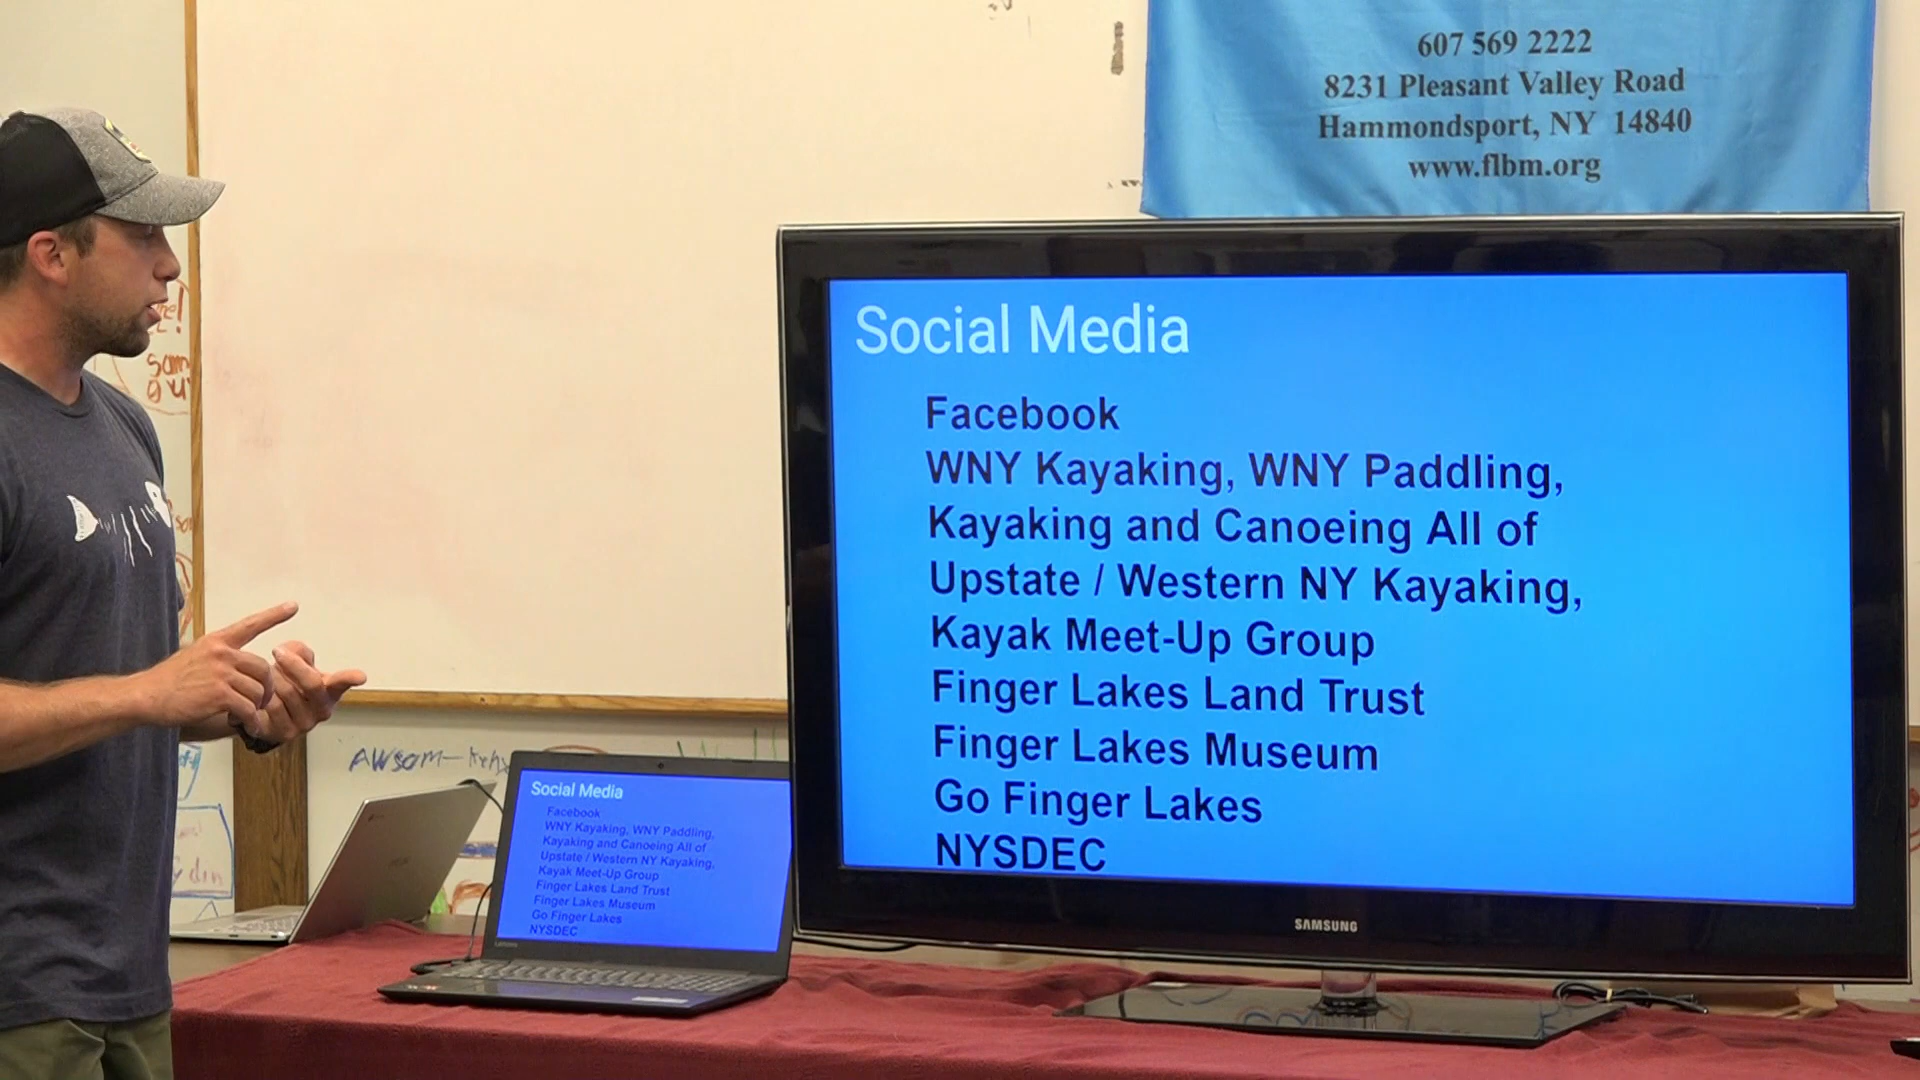 607 569 2222
8231 Pleasant Valley Road
Hammondsport, NY 14840
www.flbm.org
Social Media
Facebook
WNY Kayaking, WNY Paddling,
Kayaking and Canoeing All of
Upstate / Western NY Kayaking,
Kayak Meet-Up Group
Finger Lakes Land Trust
Finger Lakes Museum
Go Finger Lakes
NYSDEC
SAMSUNG
AWSOM
Social Media
Facebook
WNY Kayaking, WNY Paddling,
Kayaking and Canoeing All of
Upstate / Western NY Kayaking,
Kayak Meet-Up Group
Finger Lakes Land Trust
Finger Lakes Museum
Go Finger Lakes
NYSDEC
Lenovo